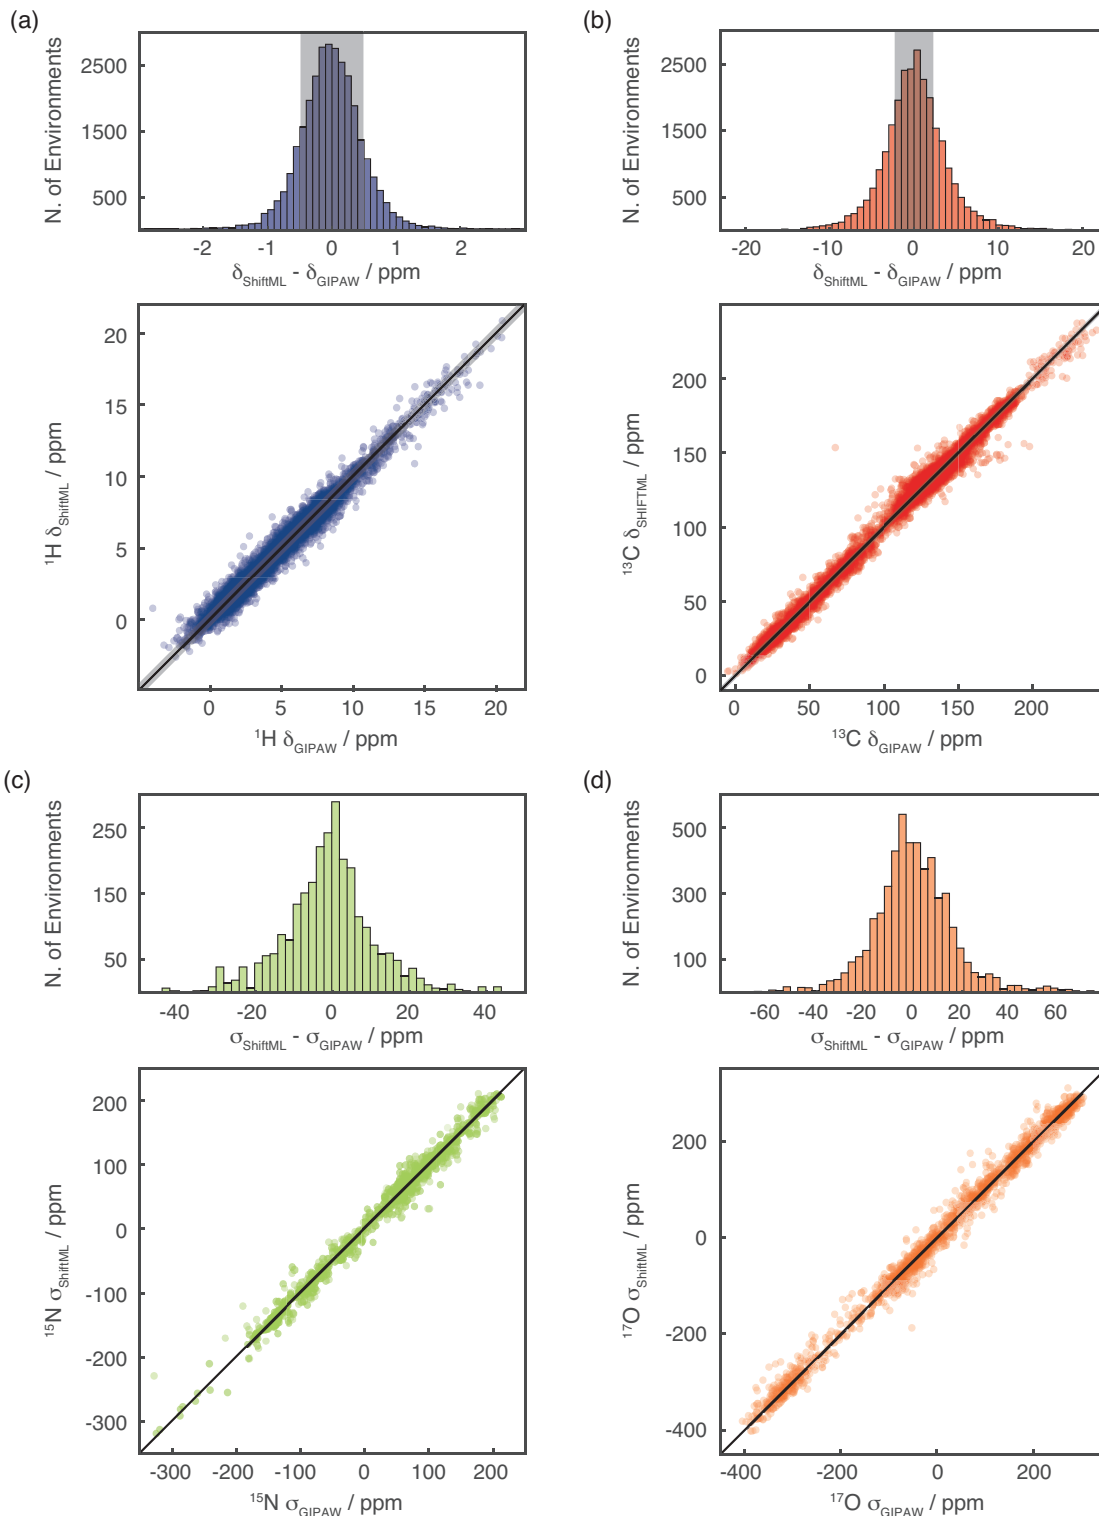 (a)
N. of Environments
2500
1500
500
-2 -1 0 1 2
δShiftML - δGIPAW / ppm
¹H δShiftML / ppm
20
15
10
5
0
0 5 10 15 20
¹H δGIPAW / ppm
(b)
N. of Environments
2500
1500
500
-20 -10 0 10 20
δShiftML - δGIPAW / ppm
¹³C δSHIFTML / ppm
200
150
100
50
0
0 50 100 150 200
¹³C δGIPAW / ppm
(c)
N. of Environments
250
150
50
-40 -20 0 20 40
σShiftML - σGIPAW / ppm
¹⁵N σShiftML / ppm
200
100
0
-100
-200
-300
-300 -200 -100 0 100 200
¹⁵N σGIPAW / ppm
(d)
N. of Environments
500
300
100
-60 -40 -20 0 20 40 60
σShiftML - σGIPAW / ppm
¹⁷O σShiftML / ppm
200
0
-200
-400
-400 -200 0 200
¹⁷O σGIPAW / ppm